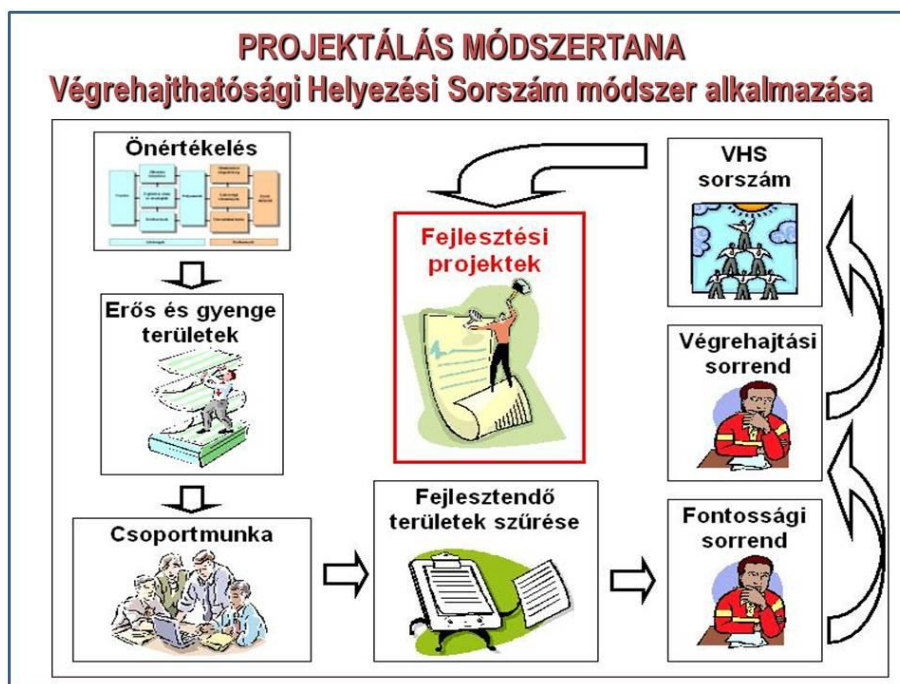 PROJEKTÁLÁS MÓDSZERTANA
Végrehajthatósági Helyezési Sorszám módszer alkalmazása
Önértékelés
Erős és gyenge
területek
Csoportmunka
Fejlesztendő
területek szűrése
Fontossági
sorrend
Végrehajtási
sorrend
VHS
sorszám
Fejlesztési
projektek